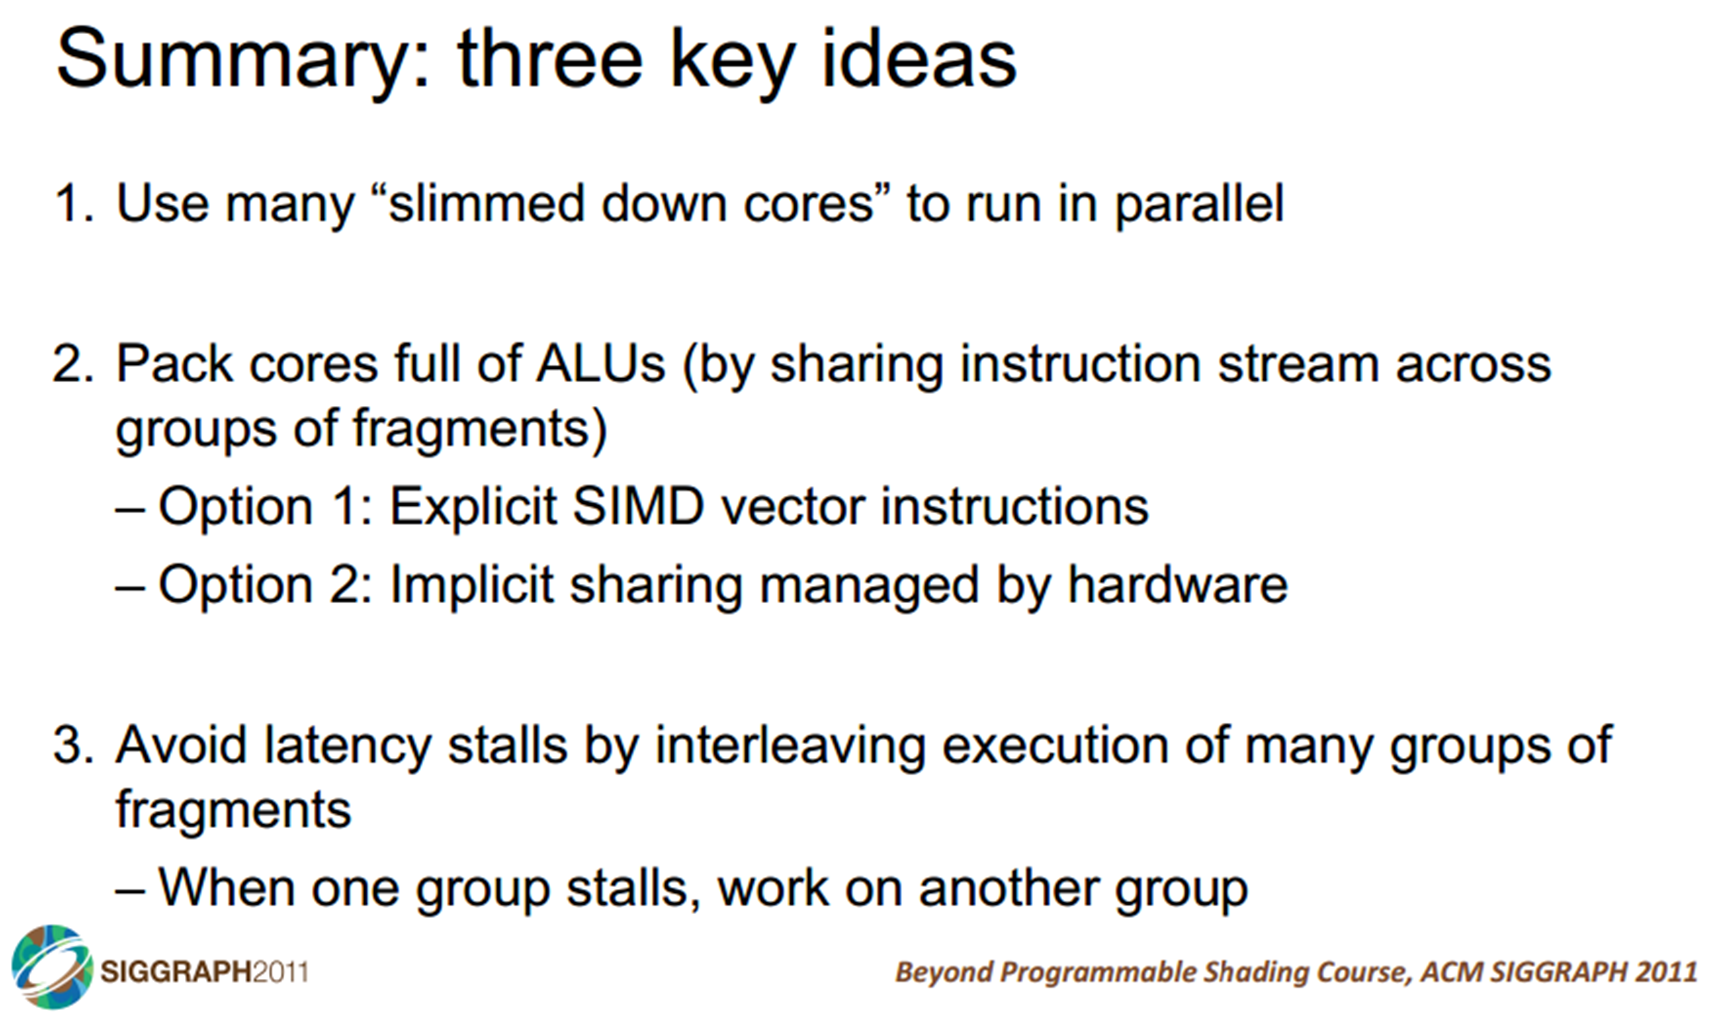 Summary: three key ideas
1. Use many “slimmed down cores” to run in parallel
2. Pack cores full of ALUs (by sharing instruction stream across
groups of fragments)
– Option 1: Explicit SIMD vector instructions
– Option 2: Implicit sharing managed by hardware
3. Avoid latency stalls by interleaving execution of many groups of
fragments
– When one group stalls, work on another group
SIGGRAPH2011
Beyond Programmable Shading Course, ACM SIGGRAPH 2011